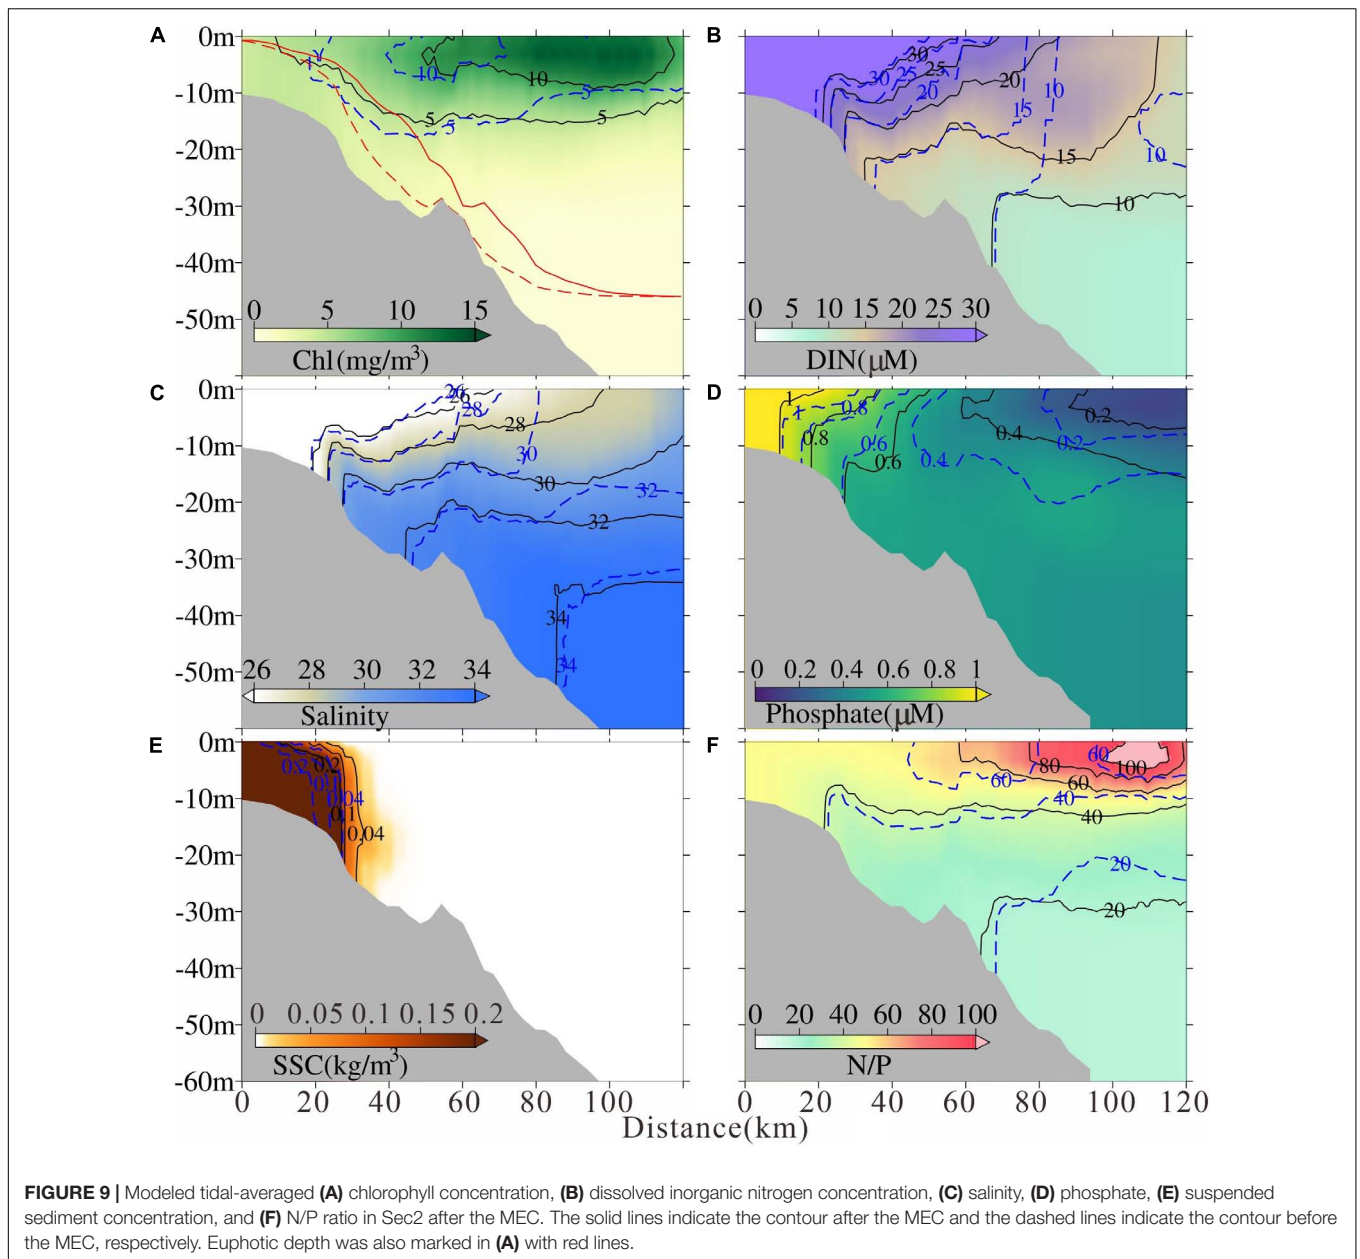 A
0m
-10m
-20m
-30m
-40m
-50m
10
10
5
5
5
5
0 5 10 15
Chl(mg/m³)
B
30
30
25
25
20
20
15
10
15
10
10
0 5 10 15 20 25 30
DIN(μM)
C
0m
-10m
-20m
-30m
-40m
-50m
26
26
28
28
30
30
32
32
34
34
26 28 30 32 34
Salinity
D
1
1
0.8
0.8
0.6
0.6
0.4
0.4
0.2
0.2
0 0.2 0.4 0.6 0.8 1
Phosphate(μM)
E
0m
-10m
-20m
-30m
-40m
-50m
-60m
0.2
0.2
0.1
0.04
0.1
0.04
0 0.05 0.1 0.15 0.2
SSC(kg/m³)
F
60
80
100
60
60
40
40
20
20
0 20 40 60 80 100
N/P
0 20 40 60 80 100
0 20 40 60 80 100 120
Distance(km)
FIGURE 9 | Modeled tidal-averaged (A) chlorophyll concentration, (B) dissolved inorganic nitrogen concentration, (C) salinity, (D) phosphate, (E) suspended
sediment concentration, and (F) N/P ratio in Sec2 after the MEC. The solid lines indicate the contour after the MEC and the dashed lines indicate the contour before
the MEC, respectively. Euphotic depth was also marked in (A) with red lines.